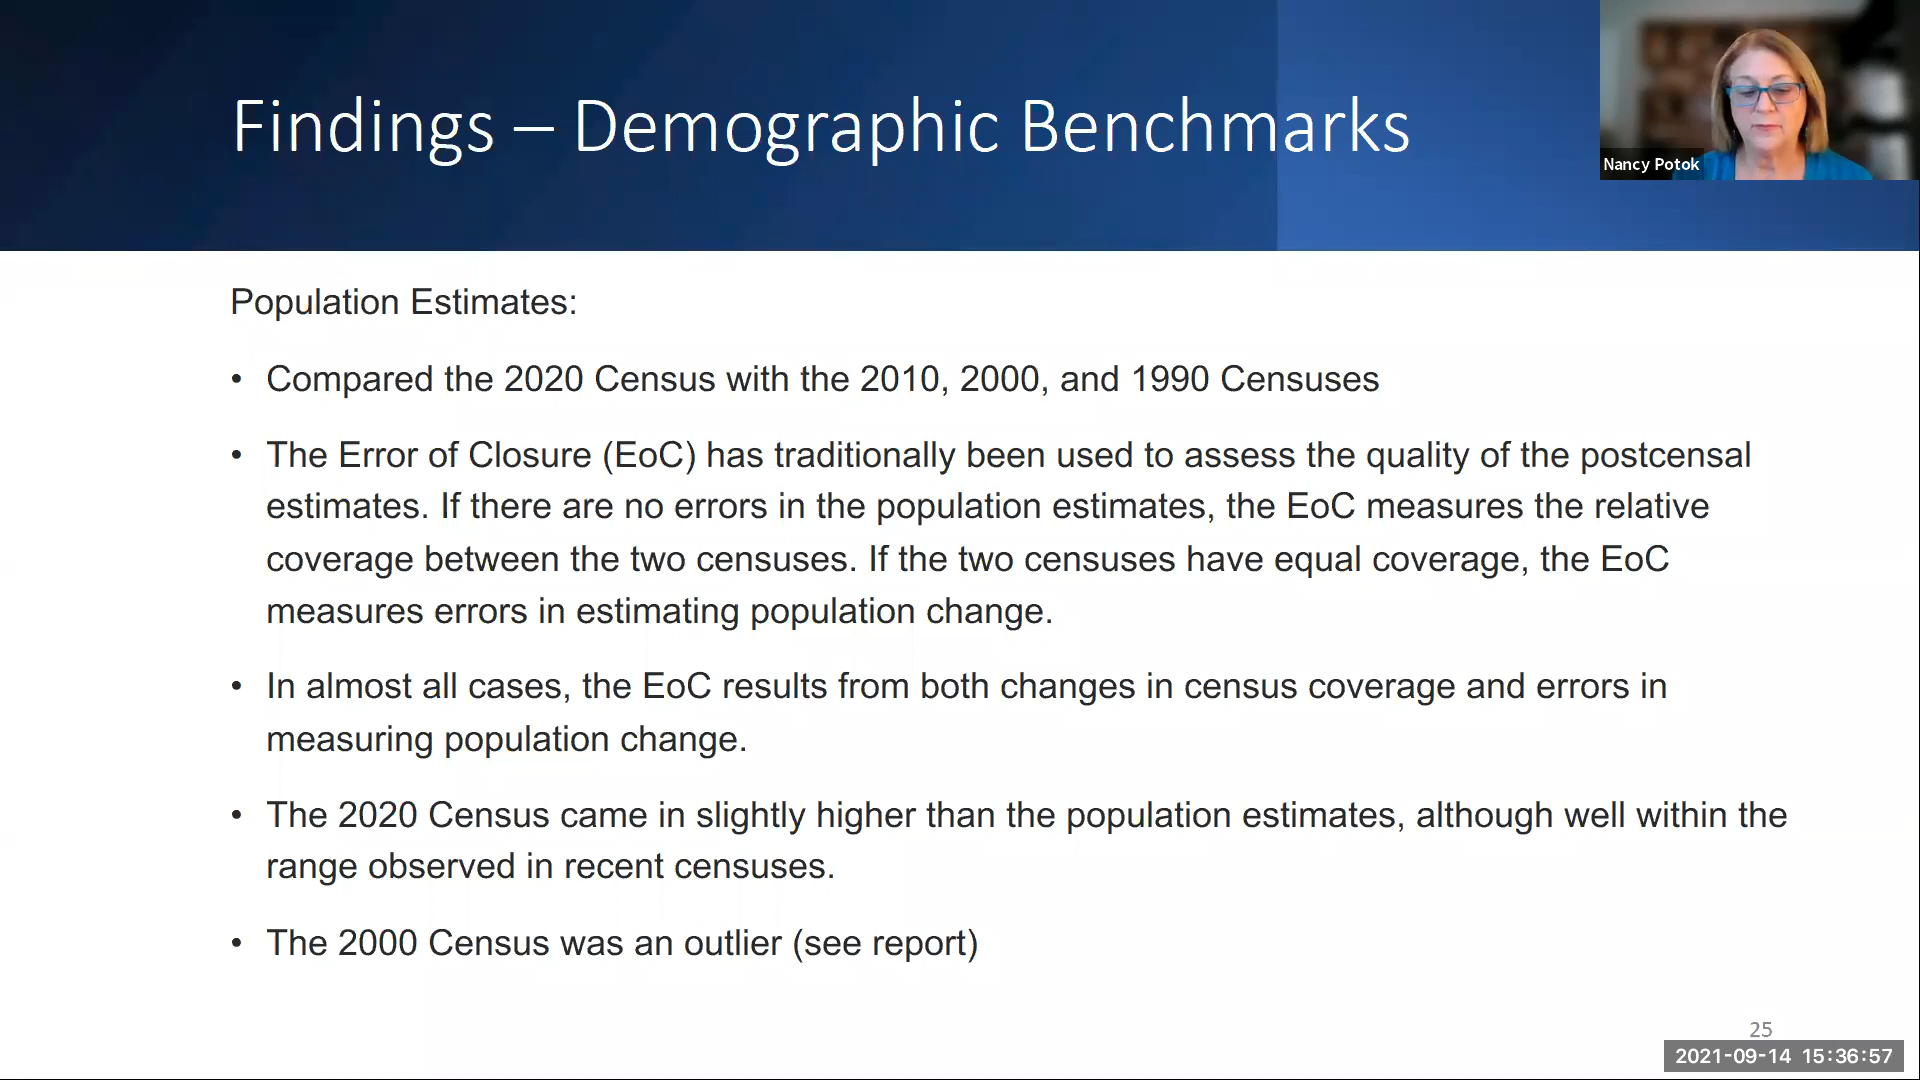 Findings – Demographic Benchmarks
Nancy Potok
Population Estimates:
• Compared the 2020 Census with the 2010, 2000, and 1990 Censuses
• The Error of Closure (EoC) has traditionally been used to assess the quality of the postcensal
estimates. If there are no errors in the population estimates, the EoC measures the relative
coverage between the two censuses. If the two censuses have equal coverage, the EoC
measures errors in estimating population change.
• In almost all cases, the EoC results from both changes in census coverage and errors in
measuring population change.
• The 2020 Census came in slightly higher than the population estimates, although well within the
range observed in recent censuses.
• The 2000 Census was an outlier (see report)
25
2021-09-14 15:36:57